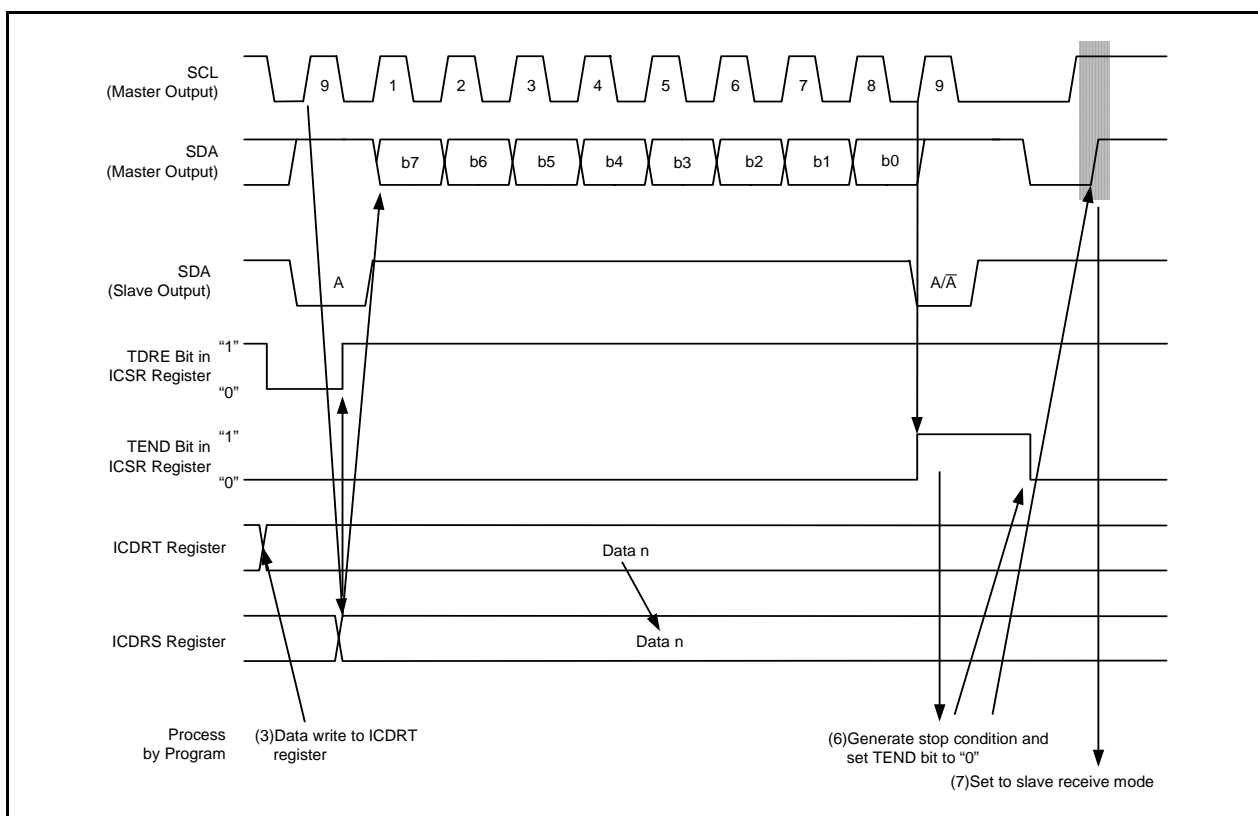 SCL
(Master Output)
9 1 2 3 4 5 6 7 8 9
SDA
(Master Output)
b7 b6 b5 b4 b3 b2 b1 b0
SDA
(Slave Output)
A A/A̅
TDRE Bit in
ICSR Register
“1”
“0”
TEND Bit in
ICSR Register
“1”
“0”
ICDRT Register
Data n
ICDRS Register
Data n
Process
by Program
(3)Data write to ICDRT
register
(6)Generate stop condition and
set TEND bit to “0”
(7)Set to slave receive mode